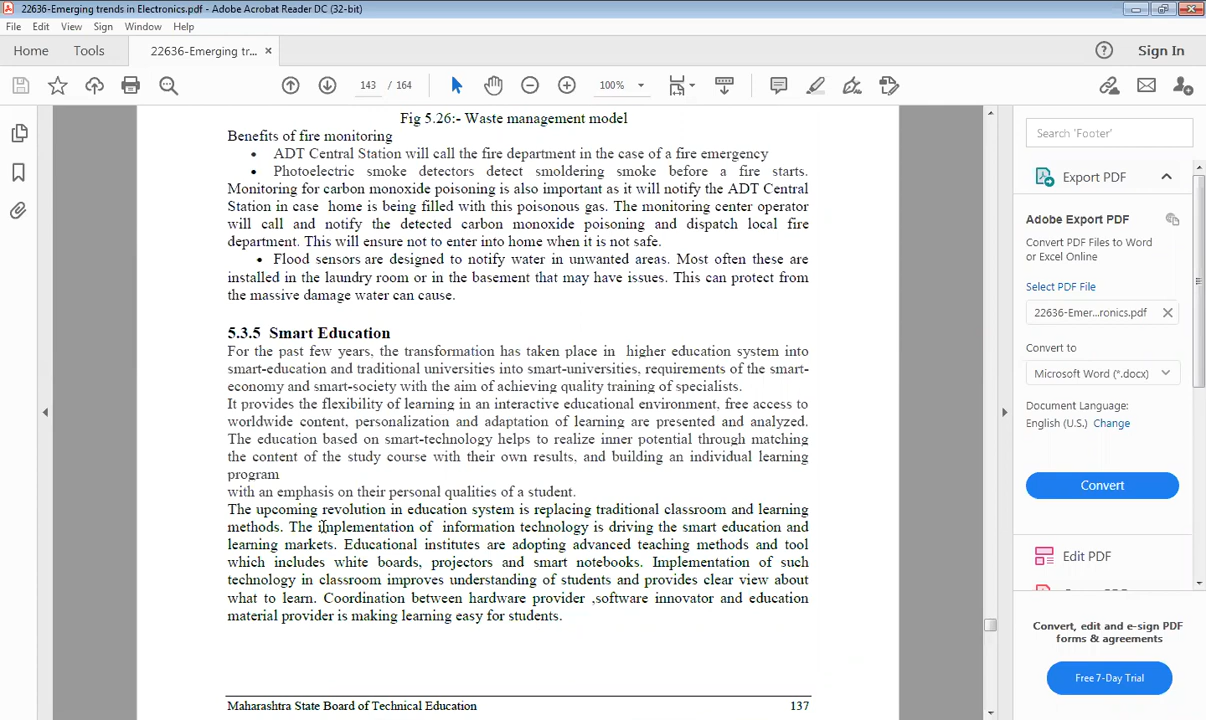 22636-Emerging trends in Electronics.pdf - Adobe Acrobat Reader DC (32-bit)
File Edit View Sign Window Help
Home Tools 22636-Emerging tr... × Sign In
143 / 164 100%
Fig 5.26:- Waste management model
Benefits of fire monitoring
• ADT Central Station will call the fire department in the case of a fire emergency
• Photoelectric smoke detectors detect smoldering smoke before a fire starts.
Monitoring for carbon monoxide poisoning is also important as it will notify the ADT Central
Station in case home is being filled with this poisonous gas. The monitoring center operator
will call and notify the detected carbon monoxide poisoning and dispatch local fire
department. This will ensure not to enter into home when it is not safe.
• Flood sensors are designed to notify water in unwanted areas. Most often these are
installed in the laundry room or in the basement that may have issues. This can protect from
the massive damage water can cause.
5.3.5 Smart Education
For the past few years, the transformation has taken place in higher education system into
smart-education and traditional universities into smart-universities, requirements of the smart-
economy and smart-society with the aim of achieving quality training of specialists.
It provides the flexibility of learning in an interactive educational environment, free access to
worldwide content, personalization and adaptation of learning are presented and analyzed.
The education based on smart-technology helps to realize inner potential through matching
the content of the study course with their own results, and building an individual learning
program
with an emphasis on their personal qualities of a student.
The upcoming revolution in education system is replacing traditional classroom and learning
methods. The implementation of information technology is driving the smart education and
learning markets. Educational institutes are adopting advanced teaching methods and tool
which includes white boards, projectors and smart notebooks. Implementation of such
technology in classroom improves understanding of students and provides clear view about
what to learn. Coordination between hardware provider ,software innovator and education
material provider is making learning easy for students.
Maharashtra State Board of Technical Education 137
Search 'Footer'
Export PDF
Adobe Export PDF
Convert PDF Files to Word
or Excel Online
Select PDF File
22636-Emer...ronics.pdf
Convert to
Microsoft Word (*.docx)
Document Language:
English (U.S.) Change
Convert
Edit PDF
Convert, edit and e-sign PDF
forms & agreements
Free 7-Day Trial